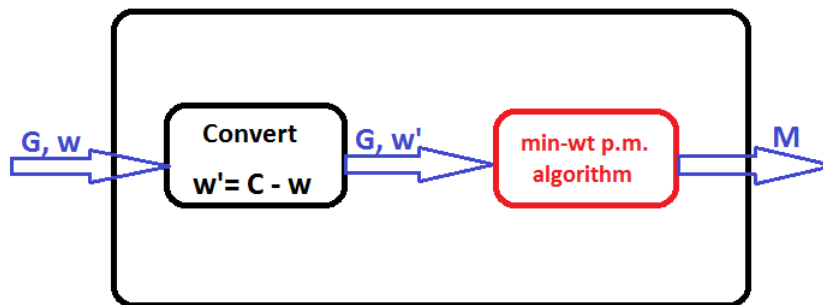 G, w
Convert
w'= C - w
G, w'
min-wt p.m.
algorithm
M